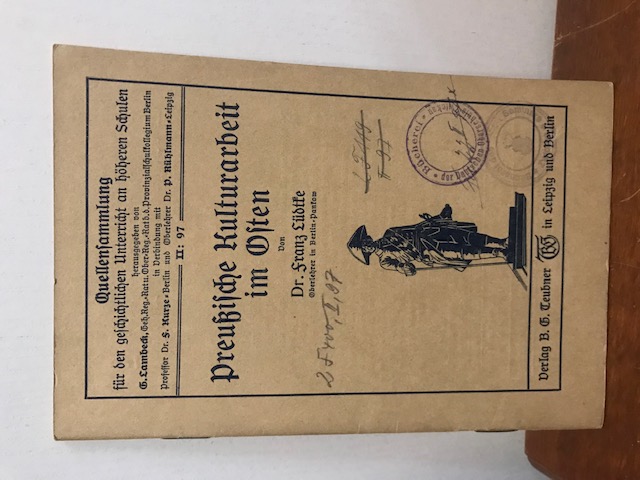 Quellensammlung
für den geschichtlichen Unterricht an höheren Schulen
herausgegeben von
G. Lambeck, Geh. Reg.-Rat u. Ober-Reg.-Rat b. d. Provinzialschulkollegium Berlin
in Verbindung mit
Professor Dr. F. Kurze-Berlin und Oberlehrer Dr. P. Rühlmann-Leipzig
II: 97
Preußische Kulturarbeit
im Osten
Von
Dr. Franz Lüdtke
Oberlehrer in Berlin-Pankow
Bücherei
Verlag B. G. Teubner in Leipzig und Berlin